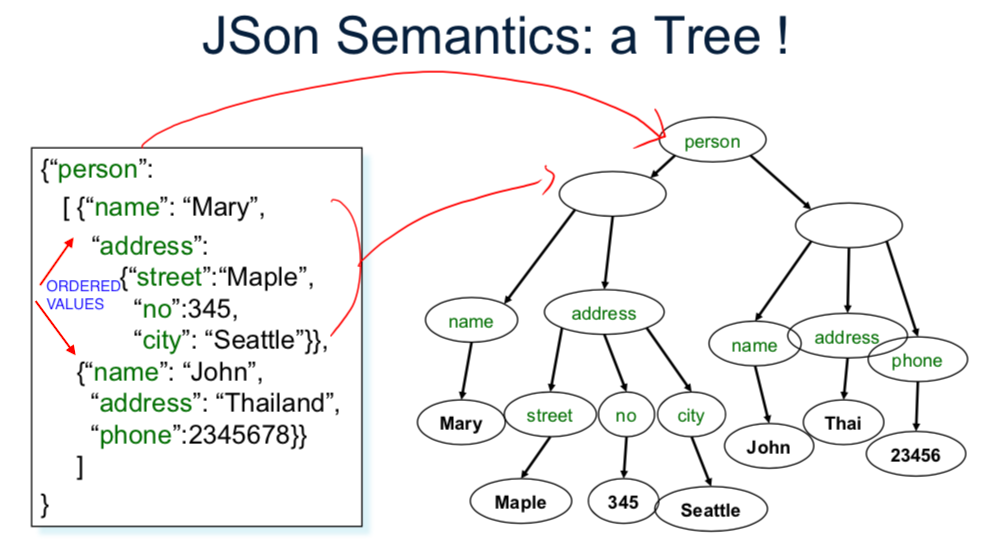 JSon Semantics: a Tree !
{“person”:
[ {“name”: “Mary”,
“address”:
{“street”:“Maple”,
“no”:345,
“city”: “Seattle”}},
{“name”: “John”,
“address”: “Thailand”,
“phone”:2345678}}
]
}
ORDERED
VALUES
person
name
address
name
address
phone
Mary
street
no
city
John
Thai
23456
Maple
345
Seattle